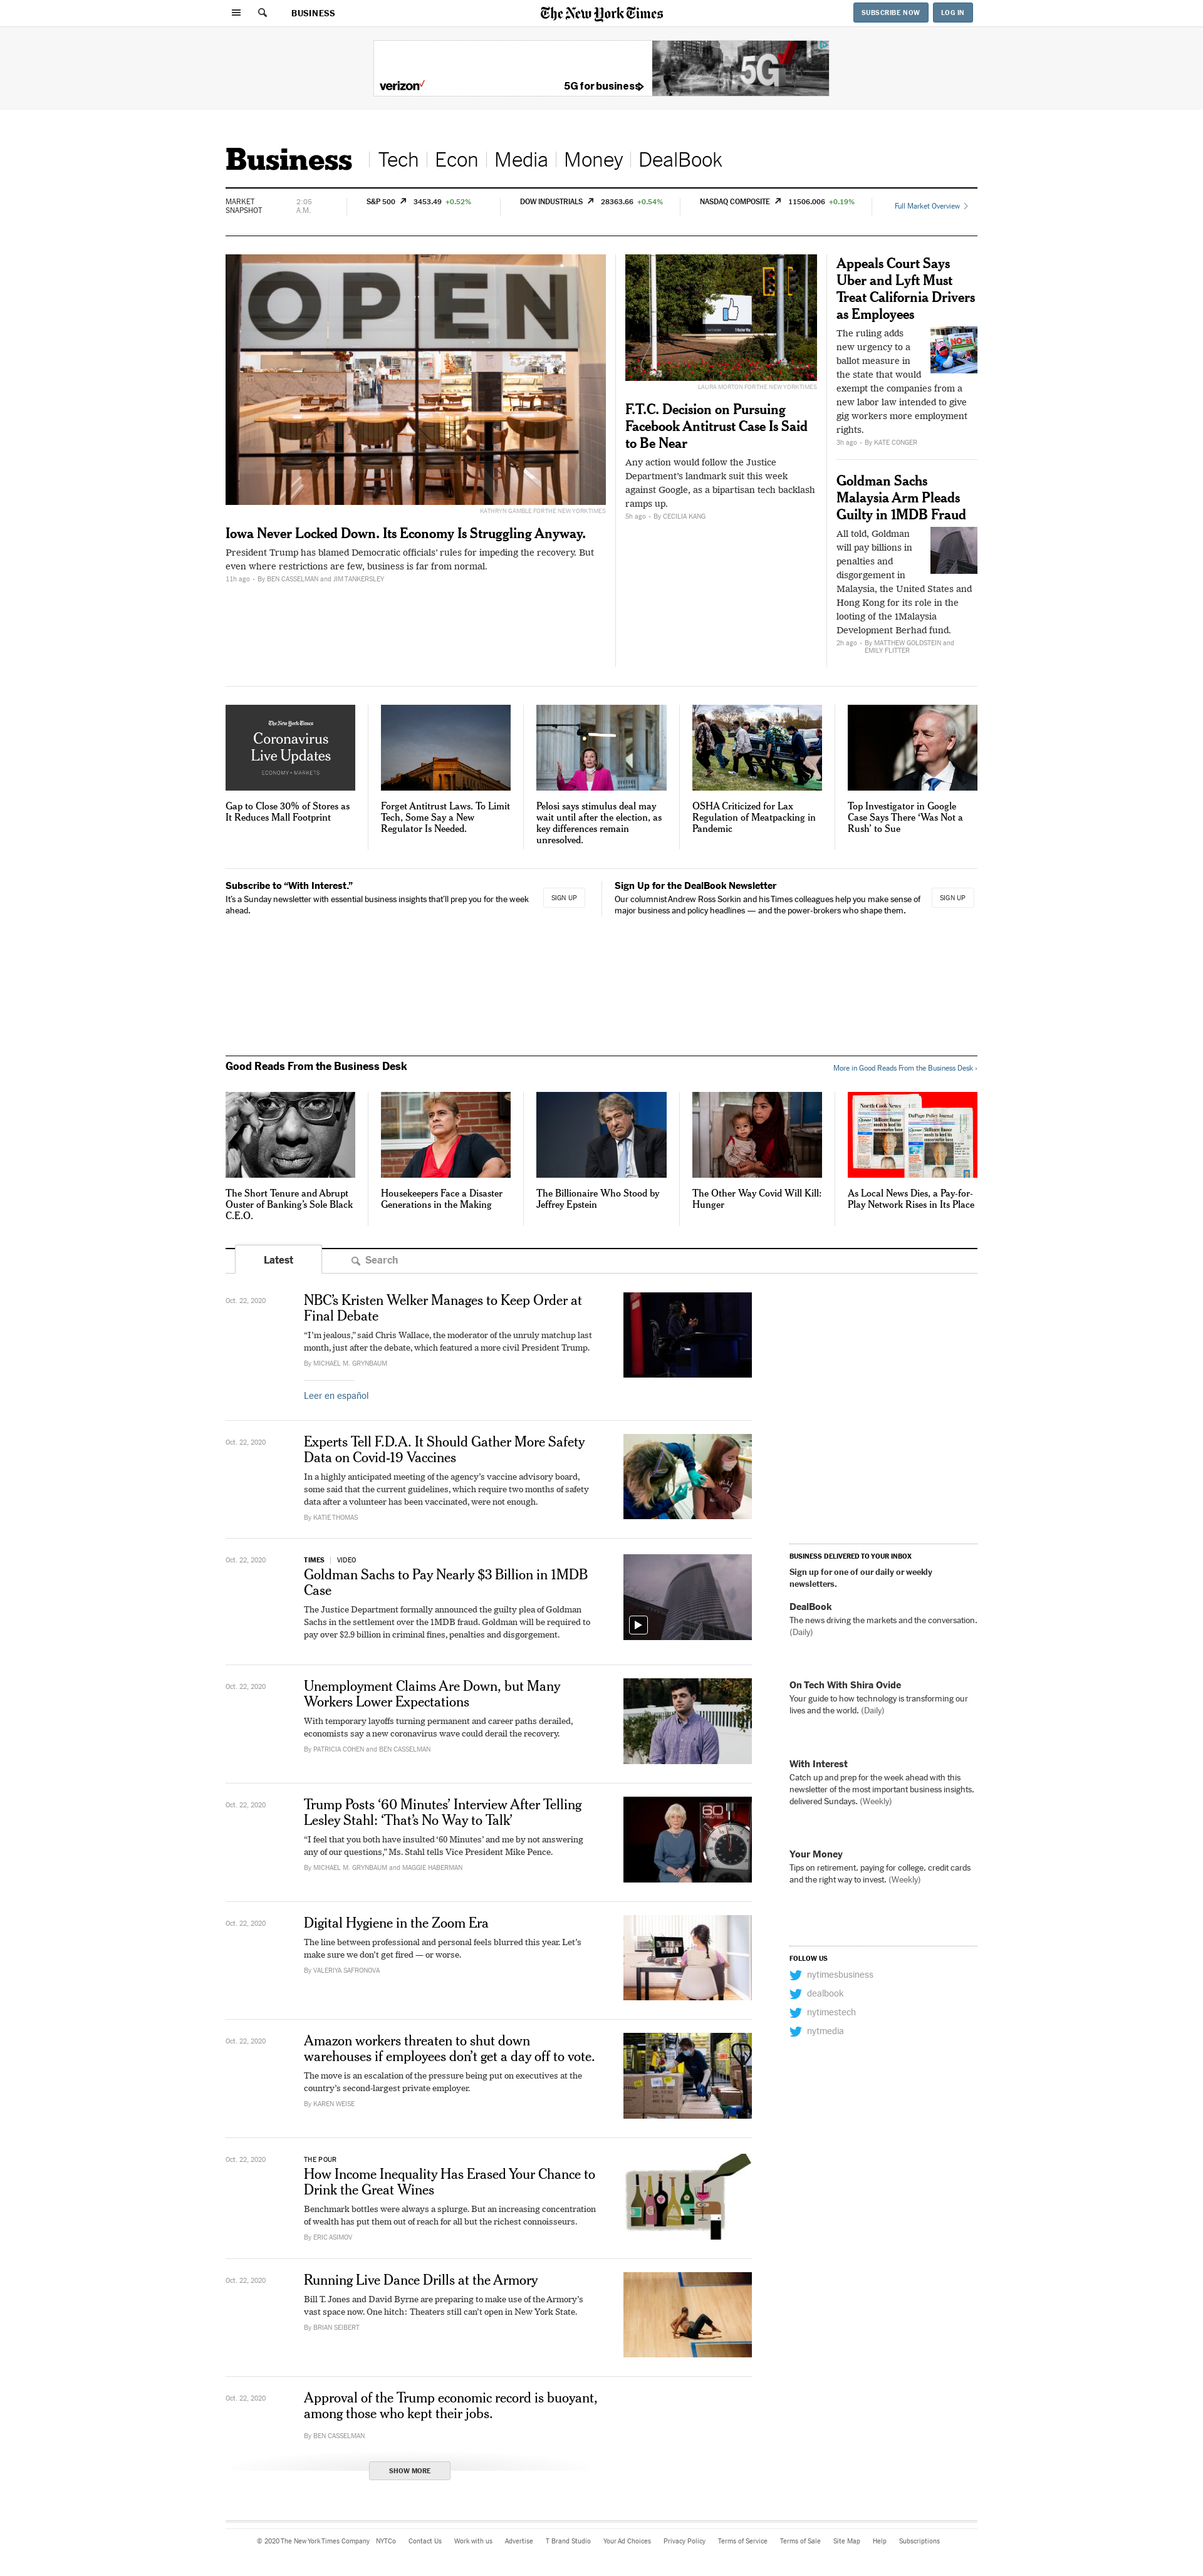 BUSINESS
The New York Times
SUBSCRIBE NOW
LOG IN
verizon
5G for business
5G
Business
Tech
Econ
Media
Money
DealBook
MARKET
SNAPSHOT
2:05
A.M.
S&P 500 3453.49 +0.52%
DOW INDUSTRIALS 28363.66 +0.54%
NASDAQ COMPOSITE 11506.006 +0.19%
Full Market Overview
OPEN
KATHRYN GAMBLE FOR THE NEW YORK TIMES
Iowa Never Locked Down. Its Economy Is Struggling Anyway.
President Trump has blamed Democratic officials' rules for impeding the recovery. But
even where restrictions are few, business is far from normal.
11h ago • By BEN CASSELMAN and JIM TANKERSLEY
LAURA MORTON FOR THE NEW YORK TIMES
F.T.C. Decision on Pursuing
Facebook Antitrust Case Is Said
to Be Near
Any action would follow the Justice
Department's landmark suit this week
against Google, as a bipartisan tech backlash
ramps up.
5h ago • By CECILIA KANG
Appeals Court Says
Uber and Lyft Must
Treat California Drivers
as Employees
The ruling adds
new urgency to a
ballot measure in
the state that would
exempt the companies from a
new labor law intended to give
gig workers more employment
rights.
3h ago • By KATE CONGER
Goldman Sachs
Malaysia Arm Pleads
Guilty in 1MDB Fraud
All told, Goldman
will pay billions in
penalties and
disgorgement in
Malaysia, the United States and
Hong Kong for its role in the
looting of the 1Malaysia
Development Berhad fund.
2h ago • By MATTHEW GOLDSTEIN and
EMILY FLITTER
The New York Times
Coronavirus
Live Updates
ECONOMY • MARKETS
Gap to Close 30% of Stores as
It Reduces Mall Footprint
Forget Antitrust Laws. To Limit
Tech, Some Say a New
Regulator Is Needed.
Pelosi says stimulus deal may
wait until after the election, as
key differences remain
unresolved.
OSHA Criticized for Lax
Regulation of Meatpacking in
Pandemic
Top Investigator in Google
Case Says There ‘Was Not a
Rush’ to Sue
Subscribe to “With Interest.”
It's a Sunday newsletter with essential business insights that'll prep you for the week
ahead.
SIGN UP
Sign Up for the DealBook Newsletter
Our columnist Andrew Ross Sorkin and his Times colleagues help you make sense of
major business and policy headlines — and the power-brokers who shape them.
SIGN UP
Good Reads From the Business Desk
More in Good Reads From the Business Desk ›
The Short Tenure and Abrupt
Ouster of Banking's Sole Black
C.E.O.
Housekeepers Face a Disaster
Generations in the Making
The Billionaire Who Stood by
Jeffrey Epstein
The Other Way Covid Will Kill:
Hunger
North Cook News
DuPage Policy Journal
As Local News Dies, a Pay-for-
Play Network Rises in Its Place
Latest
Search
Oct. 22, 2020
NBC's Kristen Welker Manages to Keep Order at
Final Debate
“I'm jealous,” said Chris Wallace, the moderator of the unruly matchup last
month, just after the debate, which featured a more civil President Trump.
By MICHAEL M. GRYNBAUM
Leer en español
Oct. 22, 2020
Experts Tell F.D.A. It Should Gather More Safety
Data on Covid-19 Vaccines
In a highly anticipated meeting of the agency's vaccine advisory board,
some said that the current guidelines, which require two months of safety
data after a volunteer has been vaccinated, were not enough.
By KATIE THOMAS
Oct. 22, 2020
TIMES | VIDEO
Goldman Sachs to Pay Nearly $3 Billion in 1MDB
Case
The Justice Department formally announced the guilty plea of Goldman
Sachs in the settlement over the 1MDB fraud. Goldman will be required to
pay over $2.9 billion in criminal fines, penalties and disgorgement.
Oct. 22, 2020
Unemployment Claims Are Down, but Many
Workers Lower Expectations
With temporary layoffs turning permanent and career paths derailed,
economists say a new coronavirus wave could derail the recovery.
By PATRICIA COHEN and BEN CASSELMAN
Oct. 22, 2020
Trump Posts ‘60 Minutes’ Interview After Telling
Lesley Stahl: ‘That's No Way to Talk’
“I feel that you both have insulted ‘60 Minutes’ and me by not answering
any of our questions,” Ms. Stahl tells Vice President Mike Pence.
By MICHAEL M. GRYNBAUM and MAGGIE HABERMAN
60
MINUTES
Oct. 22, 2020
Digital Hygiene in the Zoom Era
The line between professional and personal feels blurred this year. Let's
make sure we don't get fired — or worse.
By VALERIYA SAFRONOVA
Oct. 22, 2020
Amazon workers threaten to shut down
warehouses if employees don't get a day off to vote.
The move is an escalation of the pressure being put on executives at the
country's second-largest private employer.
By KAREN WEISE
Oct. 22, 2020
THE POUR
How Income Inequality Has Erased Your Chance to
Drink the Great Wines
Benchmark bottles were always a splurge. But an increasing concentration
of wealth has put them out of reach for all but the richest connoisseurs.
By ERIC ASIMOV
Oct. 22, 2020
Running Live Dance Drills at the Armory
Bill T. Jones and David Byrne are preparing to make use of the Armory's
vast space now. One hitch: Theaters still can't open in New York State.
By BRIAN SEIBERT
Oct. 22, 2020
Approval of the Trump economic record is buoyant,
among those who kept their jobs.
By BEN CASSELMAN
SHOW MORE
BUSINESS DELIVERED TO YOUR INBOX
Sign up for one of our daily or weekly
newsletters.
DealBook
The news driving the markets and the conversation.
(Daily)
On Tech With Shira Ovide
Your guide to how technology is transforming our
lives and the world. (Daily)
With Interest
Catch up and prep for the week ahead with this
newsletter of the most important business insights,
delivered Sundays. (Weekly)
Your Money
Tips on retirement, paying for college, credit cards
and the right way to invest. (Weekly)
FOLLOW US
nytimesbusiness
dealbook
nytimestech
nytmedia
© 2020 The New York Times Company NYTCo Contact Us Work with us Advertise T Brand Studio Your Ad Choices Privacy Policy Terms of Service Terms of Sale Site Map Help Subscriptions